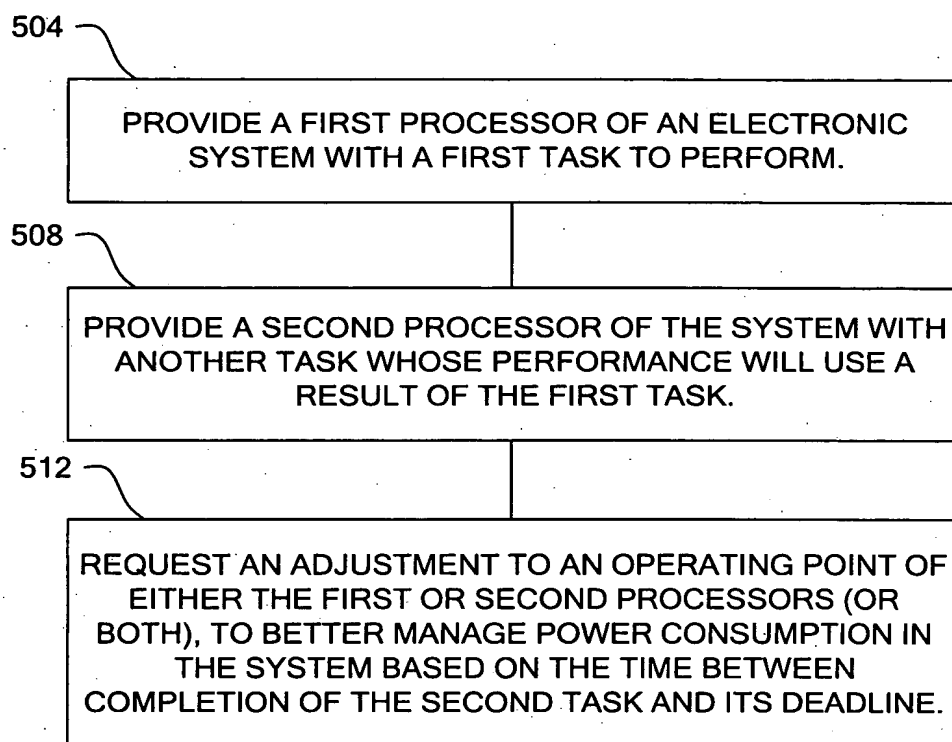 504
PROVIDE A FIRST PROCESSOR OF AN ELECTRONIC
SYSTEM WITH A FIRST TASK TO PERFORM.
508
PROVIDE A SECOND PROCESSOR OF THE SYSTEM WITH
ANOTHER TASK WHOSE PERFORMANCE WILL USE A
RESULT OF THE FIRST TASK.
512
REQUEST AN ADJUSTMENT TO AN OPERATING POINT OF
EITHER THE FIRST OR SECOND PROCESSORS (OR
BOTH), TO BETTER MANAGE POWER CONSUMPTION IN
THE SYSTEM BASED ON THE TIME BETWEEN
COMPLETION OF THE SECOND TASK AND ITS DEADLINE.